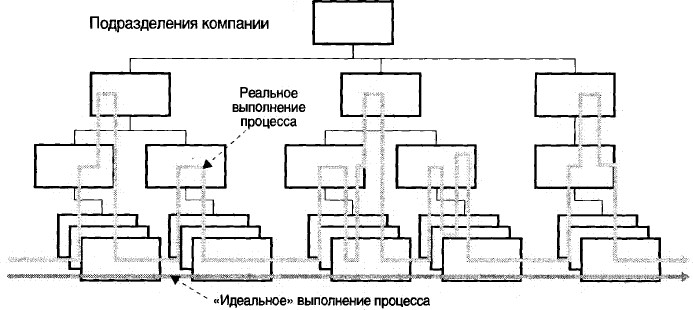 Подразделения компании
Реальное
выполнение
процесса
«Идеальное» выполнение процесса